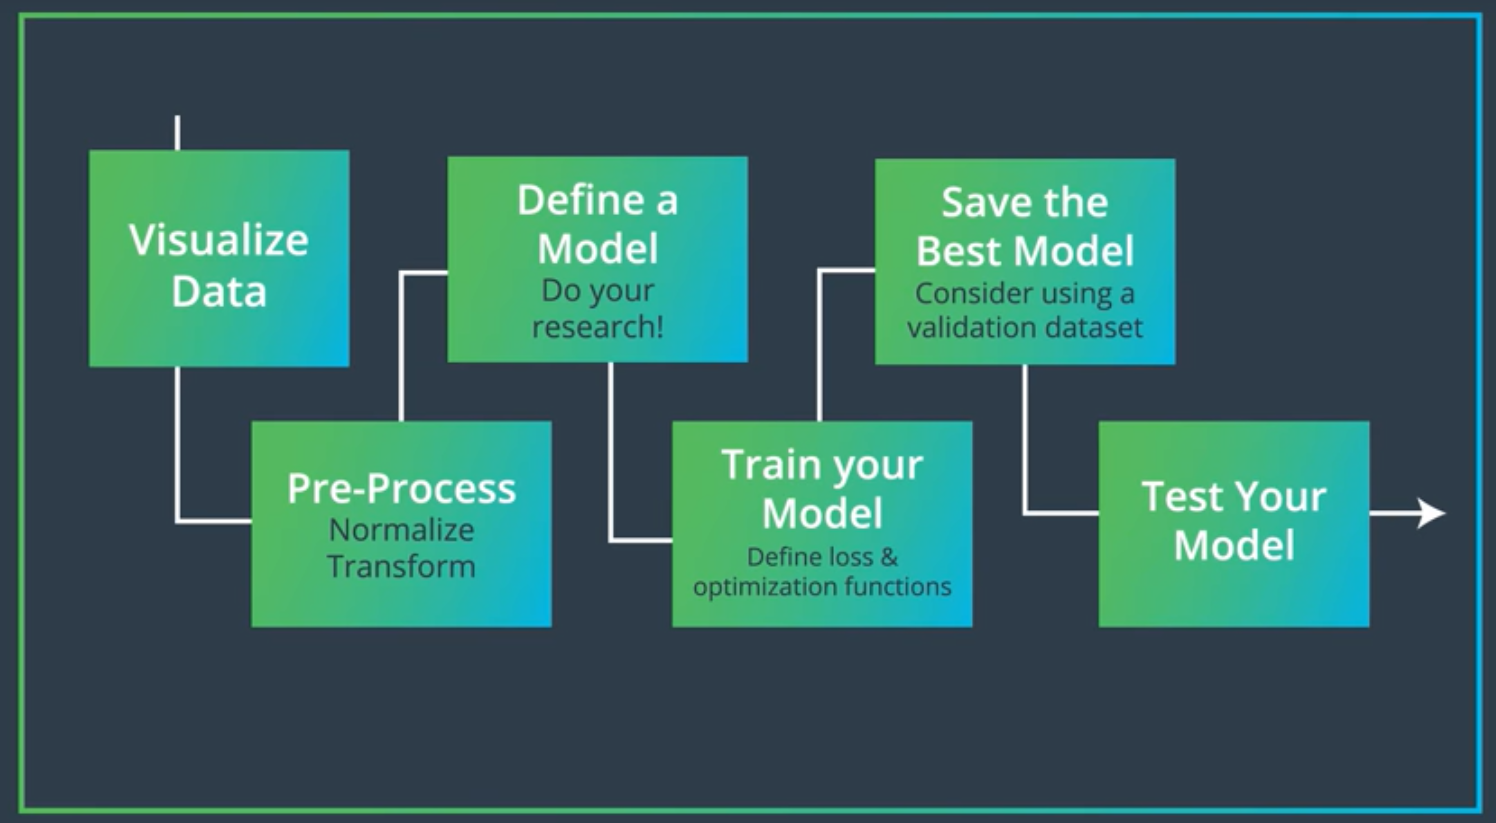 Visualize
Data
Pre-Process
Normalize
Transform
Define a
Model
Do your
research!
Train your
Model
Define loss &
optimization functions
Save the
Best Model
Consider using a
validation dataset
Test Your
Model